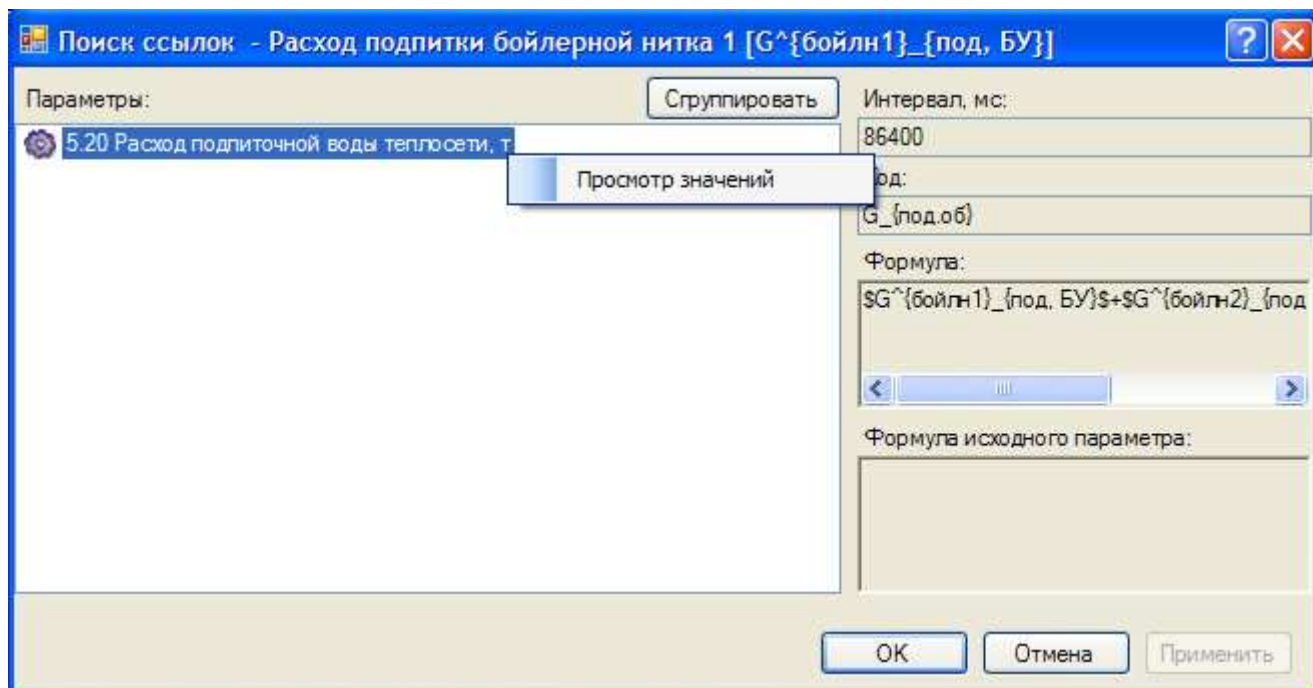 Поиск ссылок - Расход подпитки бойлерной нитка 1 [G^{бойлн1}_{под, БУ}]
Параметры:
Сгруппировать
5.20 Расход подпиточной воды теплосети, т
Просмотр значений
Интервал, мс:
86400
од:
G_{под.об}
Формула:
$G^{бойлн1}_{под, БУ}$+$G^{бойлн2}_{под
Формула исходного параметра:
OK
Отмена
Применить